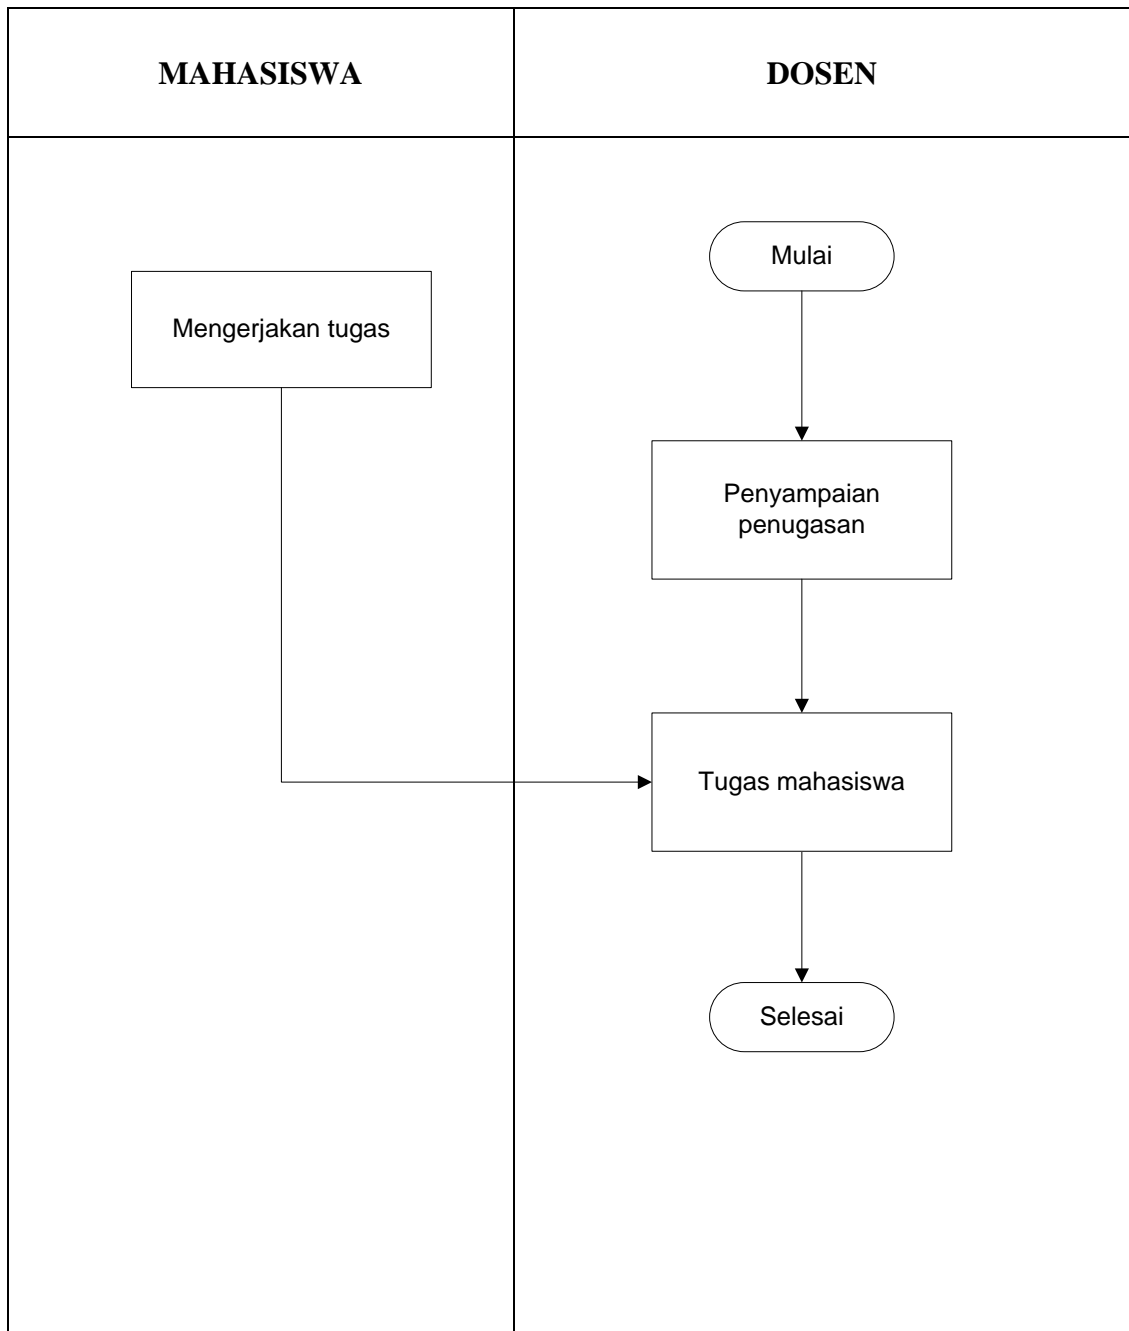 MAHASISWA
DOSEN
Mulai
Mengerjakan tugas
Penyampaian
penugasan
Tugas mahasiswa
Selesai